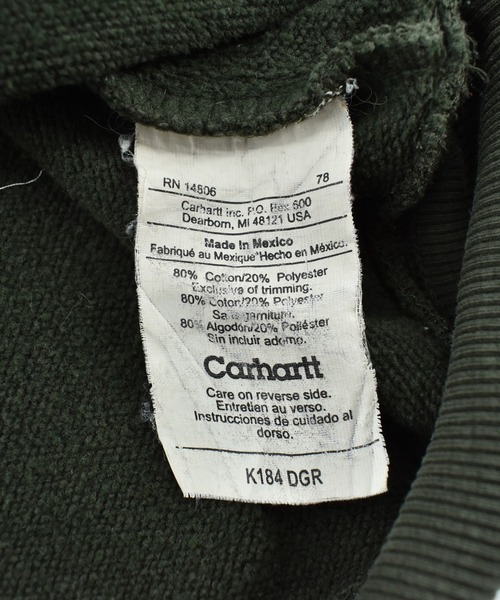 RN 14806 78
Carhartt Inc. P.O. Box 600
Dearborn, MI 48121 USA
Made In Mexico
Fabriqué au Mexique Hecho en México.
80% Cotton/20% Polyester
Exclusive of trimming.
80% Coton/20% Polyester
Sans garniture.
80% Algodón/20% Poliéster
Sin incluir adorno.
Carhartt
Care on reverse side.
Entretien au verso.
Instrucciones de cuidado al
dorso.
K184 DGR